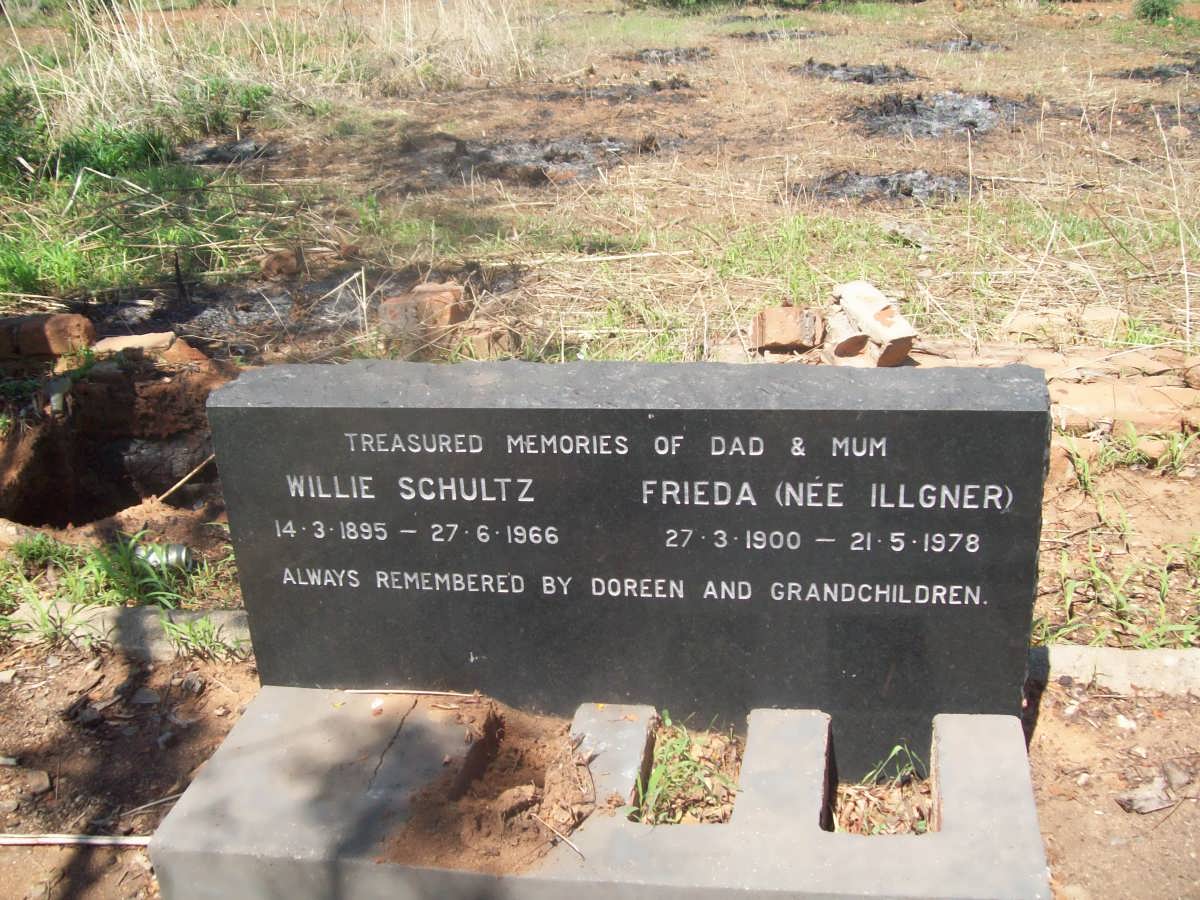 TREASURED MEMORIES OF DAD & MUM
WILLIE SCHULTZ FRIEDA (NÉE ILLGNER)
14·3·1895 — 27·6·1966 27·3·1900 — 21·5·1978
ALWAYS REMEMBERED BY DOREEN AND GRANDCHILDREN.